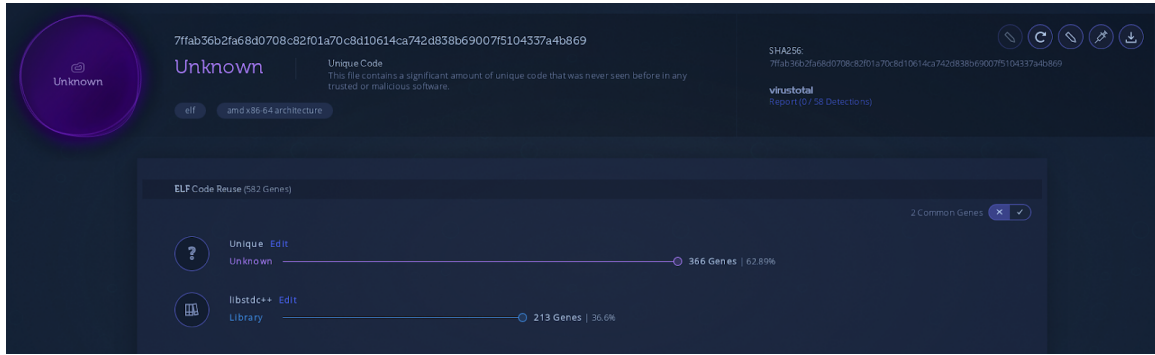 Unknown
7ffab36b2fa68d0708c82f01a70c8d10614ca742d838b69007f5104337a4b869
Unknown
Unique Code
This file contains a significant amount of unique code that was never seen before in any
trusted or malicious software.
elf
amd x86-64 architecture
SHA256:
7ffab36b2fa68d0708c82f01a70c8d10614ca742d838b69007f5104337a4b869
virustotal
Report (0 / 58 Detections)
ELF Code Reuse (582 Genes)
2 Common Genes
Unique Edit
Unknown 366 Genes | 62.89%
libstdc++ Edit
Library 213 Genes | 36.6%